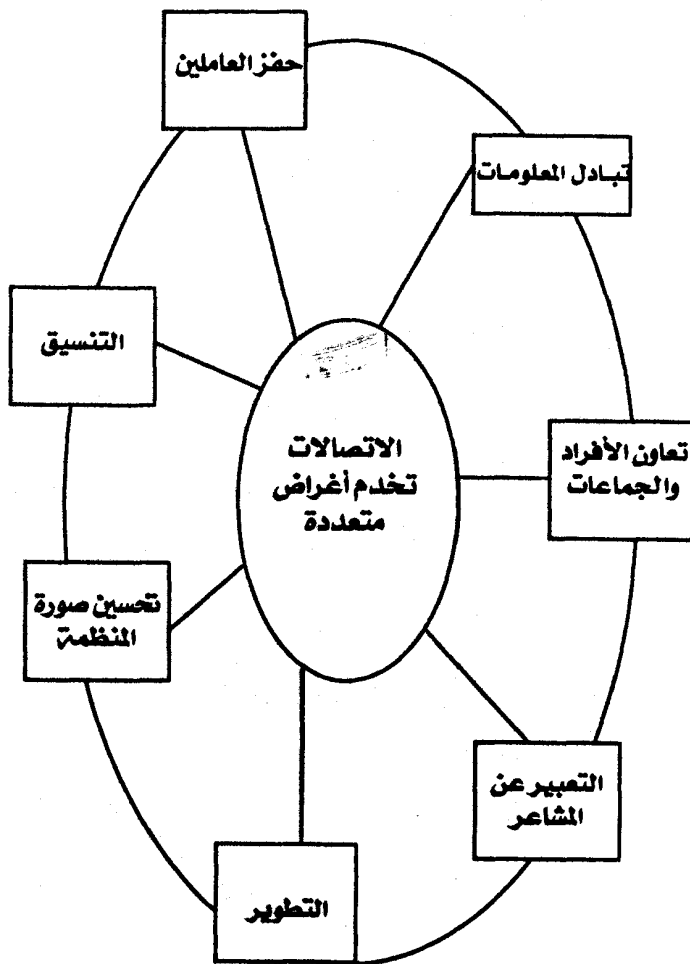 حفز العاملين
تبادل المعلومات
التنسيق
الاتصالات
تخدم أغراض
متعددة
تعاون الأفراد
والجماعات
تحسين صورة
المنظمة
التعبير عن
المشاعر
التطوير